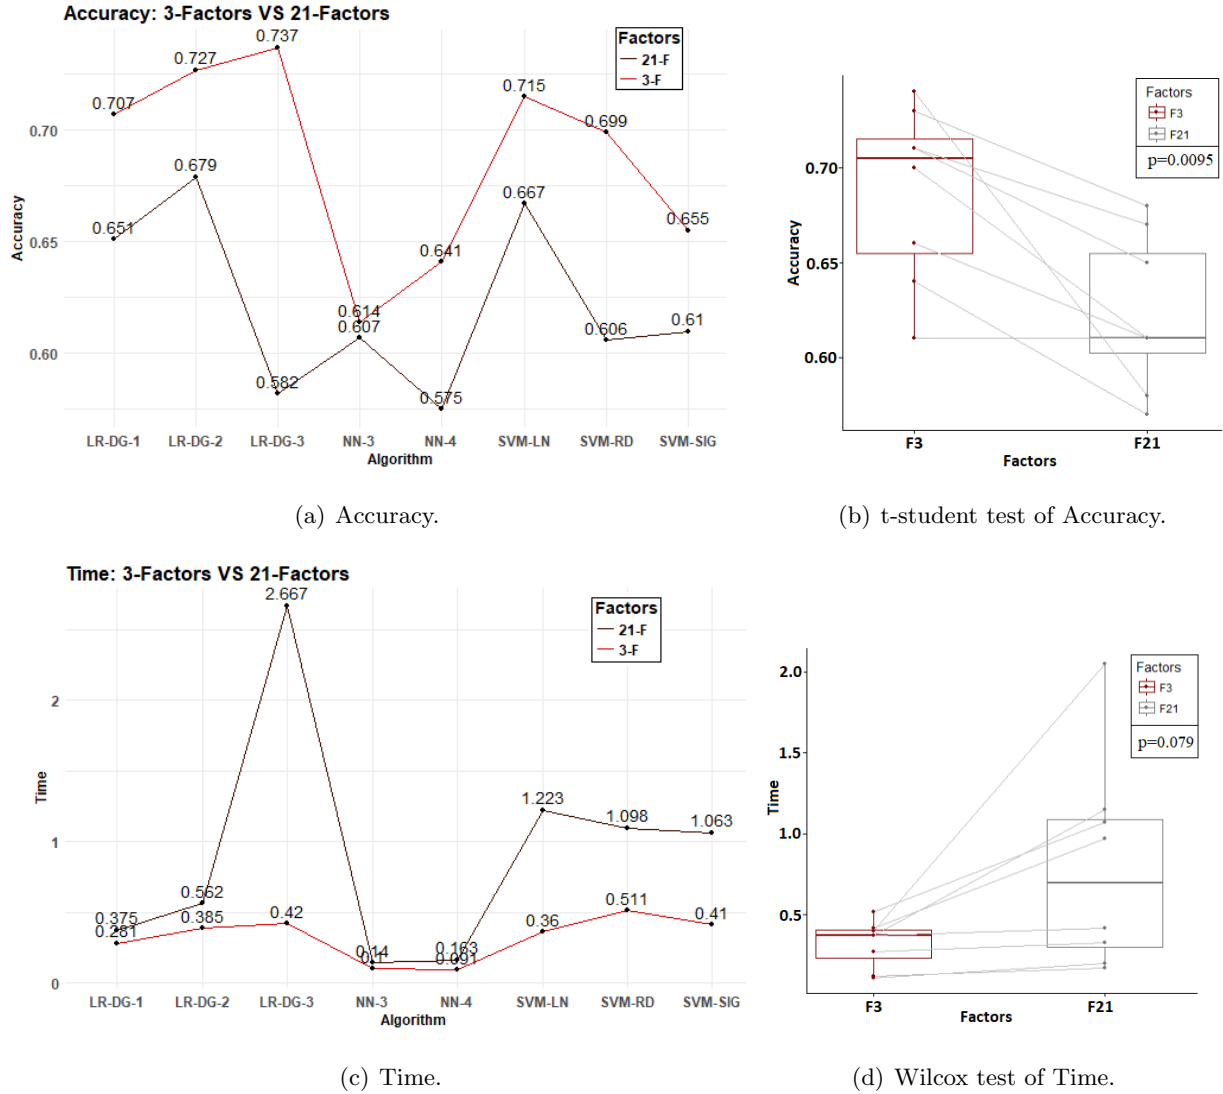 Accuracy: 3-Factors VS 21-Factors
Factors
21-F
3-F
0.707
0.727
0.737
0.614
0.641
0.715
0.699
0.655
0.651
0.679
0.582
0.607
0.575
0.667
0.606
0.61
0.70
0.65
0.60
Accuracy
LR-DG-1 LR-DG-2 LR-DG-3 NN-3 NN-4 SVM-LN SVM-RD SVM-SIG
Algorithm
(a) Accuracy.
Factors
F3
F21
p=0.0095
0.70
0.65
0.60
Accuracy
F3 F21
Factors
(b) t-student test of Accuracy.
Time: 3-Factors VS 21-Factors
Factors
21-F
3-F
0.375
0.562
2.667
0.14
0.163
1.223
1.098
1.063
0.281
0.385
0.42
0.1
0.091
0.36
0.511
0.41
2
1
0
Time
LR-DG-1 LR-DG-2 LR-DG-3 NN-3 NN-4 SVM-LN SVM-RD SVM-SIG
Algorithm
(c) Time.
Factors
F3
F21
p=0.079
2.0
1.5
1.0
0.5
Time
F3 F21
Factors
(d) Wilcox test of Time.